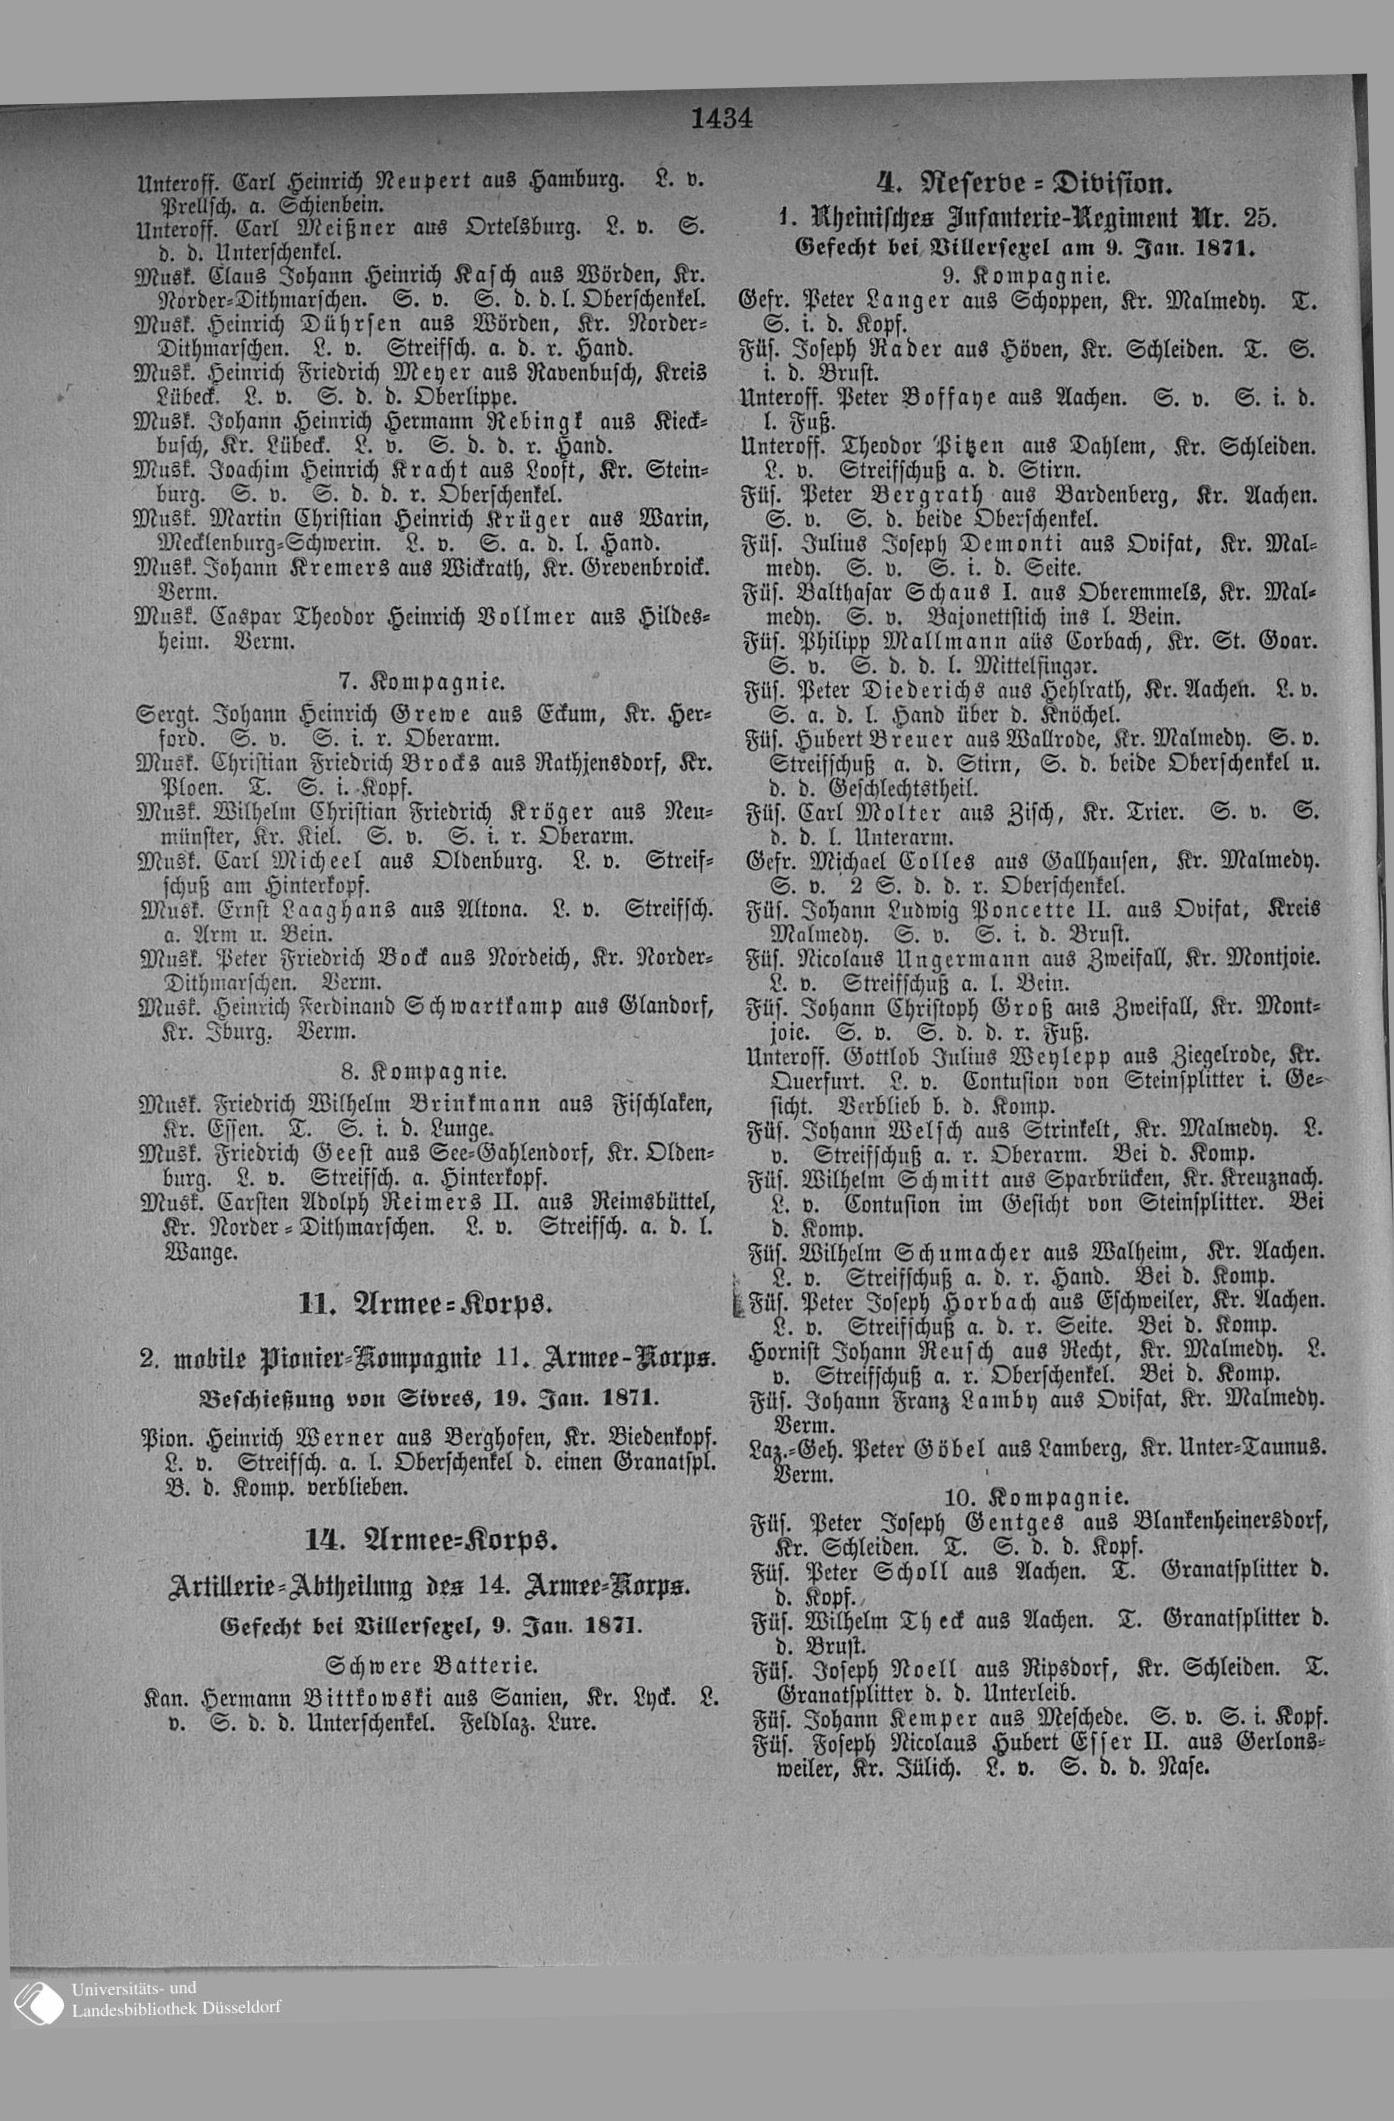 1434
Unteroff. Carl Heinrich Neupert aus Hamburg. L. v.
Prellsch. a. Schienbein.
Unteroff. Carl Meißner aus Ortelsburg. L. v. S.
d. d. Unterschenkel.
Musk. Claus Johann Heinrich Kasch aus Wörden, Kr.
Norder-Dithmarschen. S. v. S. d. d. l. Oberschenkel.
Musk. Heinrich Dührsen aus Wörden, Kr. Norder-
Dithmarschen. L. v. Streifsch. a. d. r. Hand.
Musk. Heinrich Friedrich Meyer aus Ravenbusch, Kreis
Lübeck. L. v. S. d. d. Oberlippe.
Musk. Johann Heinrich Hermann Rebingk aus Kieck-
busch, Kr. Lübeck. L. v. S. d. d. r. Hand.
Musk. Joachim Heinrich Kracht aus Looft, Kr. Stein-
burg. S. v. S. d. d. r. Oberschenkel.
Musk. Martin Christian Heinrich Krüger aus Warin,
Mecklenburg-Schwerin. L. v. S. a. d. l. Hand.
Musk. Johann Kremers aus Wickrath, Kr. Grevenbroick.
Verm.
Musk. Caspar Theodor Heinrich Vollmer aus Hildes-
heim. Verm.
7. Kompagnie.
Sergt. Johann Heinrich Grewe aus Eckum, Kr. Her-
ford. S. v. S. i. r. Oberarm.
Musk. Christian Friedrich Brocks aus Rathjensdorf, Kr.
Ploen. T. S. i. Kopf.
Musk. Wilhelm Christian Friedrich Kröger aus Neu-
münster, Kr. Kiel. S. v. S. i. r. Oberarm.
Musk. Carl Micheel aus Oldenburg. L. v. Streif-
schuß am Hinterkopf.
Musk. Ernst Laaghans aus Altona. L. v. Streifsch.
a. Arm u. Bein.
Musk. Peter Friedrich Bock aus Nordeich, Kr. Norder-
Dithmarschen. Verm.
Musk. Heinrich Ferdinand Schwartkamp aus Glandorf,
Kr. Iburg. Verm.
8. Kompagnie.
Musk. Friedrich Wilhelm Brinkmann aus Fischlaken,
Kr. Essen. T. S. i. d. Lunge.
Musk. Friedrich Geest aus See-Gahlendorf, Kr. Olden-
burg. L. v. Streifsch. a. Hinterkopf.
Musk. Carsten Adolph Reimers II. aus Reimsbüttel,
Kr. Norder-Dithmarschen. L. v. Streifsch. a. d. l.
Wange.
11. Armee-Korps.
2. mobile Pionier-Kompagnie 11. Armee-Korps.
Beschießung von Sivres, 19. Jan. 1871.
Pion. Heinrich Werner aus Berghofen, Kr. Biedenkopf.
L. v. Streifsch. a. l. Oberschenkel d. einen Granatspl.
B. d. Komp. verblieben.
14. Armee-Korps.
Artillerie-Abtheilung des 14. Armee-Korps.
Gefecht bei Villersexel, 9. Jan. 1871.
Schwere Batterie.
Kan. Hermann Bittkowski aus Sanien, Kr. Lyck. L.
v. S. d. d. Unterschenkel. Feldlaz. Lure.
4. Reserve-Division.
1. Rheinisches Infanterie-Regiment Nr. 25.
Gefecht bei Villersexel am 9. Jan. 1871.
9. Kompagnie.
Gefr. Peter Langer aus Schoppen, Kr. Malmedy. T.
S. i. d. Kopf.
Füs. Joseph Rader aus Höven, Kr. Schleiden. T. S.
i. d. Brust.
Unteroff. Peter Boffaye aus Aachen. S. v. S. i. d.
l. Fuß.
Unteroff. Theodor Pitzen aus Dahlem, Kr. Schleiden.
L. v. Streifschuß a. d. Stirn.
Füs. Peter Bergrath aus Bardenberg, Kr. Aachen.
S. v. S. d. beide Oberschenkel.
Füs. Julius Joseph Demonti aus Ovifat, Kr. Mal-
medy. S. v. S. i. d. Seite.
Füs. Balthasar Schaus I. aus Oberemmels, Kr. Mal-
medy. S. v. Bajonettstich ins l. Bein.
Füs. Philipp Mallmann aüs Corbach, Kr. St. Goar.
S. v. S. d. d. l. Mittelfinger.
Füs. Peter Diederichs aus Hehlrath, Kr. Aachen. L. v.
S. a. d. l. Hand über d. Knöchel.
Füs. Hubert Breuer aus Wallrode, Kr. Malmedy. S. v.
Streifschuß a. d. Stirn, S. d. beide Oberschenkel u.
d. d. Geschlechtstheil.
Füs. Carl Molter aus Zisch, Kr. Trier. S. v. S.
d. d. l. Unterarm.
Gefr. Michael Colles aus Gallhausen, Kr. Malmedy.
S. v. 2 S. d. d. r. Oberschenkel.
Füs. Johann Ludwig Poncette II. aus Ovifat, Kreis
Malmedy. S. v. S. i. d. Brust.
Füs. Nicolaus Ungermann aus Zweifall, Kr. Montjoie.
L. v. Streifschuß a. l. Bein.
Füs. Johann Christoph Groß aus Zweifall, Kr. Mont-
joie. S. v. S. d. d. r. Fuß.
Unteroff. Gottlob Julius Weylepp aus Ziegelrode, Kr.
Querfurt. L. v. Contusion von Steinsplitter i. Ge-
sicht. Verblieb b. d. Komp.
Füs. Johann Welsch aus Strinkelt, Kr. Malmedy. L.
v. Streifschuß a. r. Oberarm. Bei d. Komp.
Füs. Wilhelm Schmitt aus Sparbrücken, Kr. Kreuznach.
L. v. Contusion im Gesicht von Steinsplitter. Bei
d. Komp.
Füs. Wilhelm Schumacher aus Walheim, Kr. Aachen.
L. v. Streifschuß a. d. r. Hand. Bei d. Komp.
Füs. Peter Joseph Horbach aus Eschweiler, Kr. Aachen.
L. v. Streifschuß a. d. r. Seite. Bei d. Komp.
Hornist Johann Reusch aus Recht, Kr. Malmedy. L.
v. Streifschuß a. r. Oberschenkel. Bei d. Komp.
Füs. Johann Franz Lamby aus Ovifat, Kr. Malmedy.
Verm.
Laz.-Geh. Peter Göbel aus Lamberg, Kr. Unter-Taunus.
Verm.
10. Kompagnie.
Füs. Peter Joseph Gentges aus Blankenheinersdorf,
Kr. Schleiden. T. S. d. d. Kopf.
Füs. Peter Scholl aus Aachen. T. Granatsplitter d.
d. Kopf.
Füs. Wilhelm Theck aus Aachen. T. Granatsplitter d.
d. Brust.
Füs. Joseph Noell aus Ripsdorf, Kr. Schleiden. T.
Granatsplitter d. d. Unterleib.
Füs. Johann Kemper aus Meschede. S. v. S. i. Kopf.
Füs. Foseph Nicolaus Hubert Esser II. aus Gerlons-
weiler, Kr. Jülich. L. v. S. d. d. Nase.
Universitäts- und
Landesbibliothek Düsseldorf